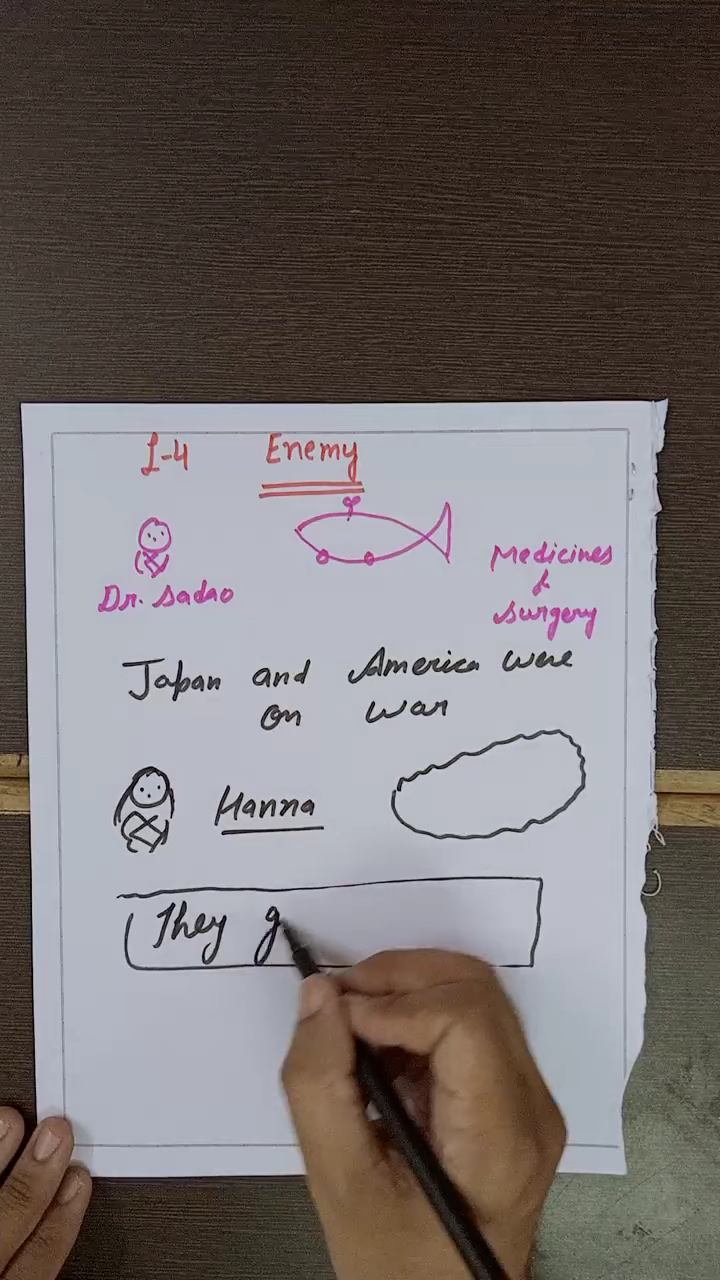 L-4 Enemy
Dr. Sadao
Medicines
&
Surgery
Japan and America were
on war
Hanna
They g